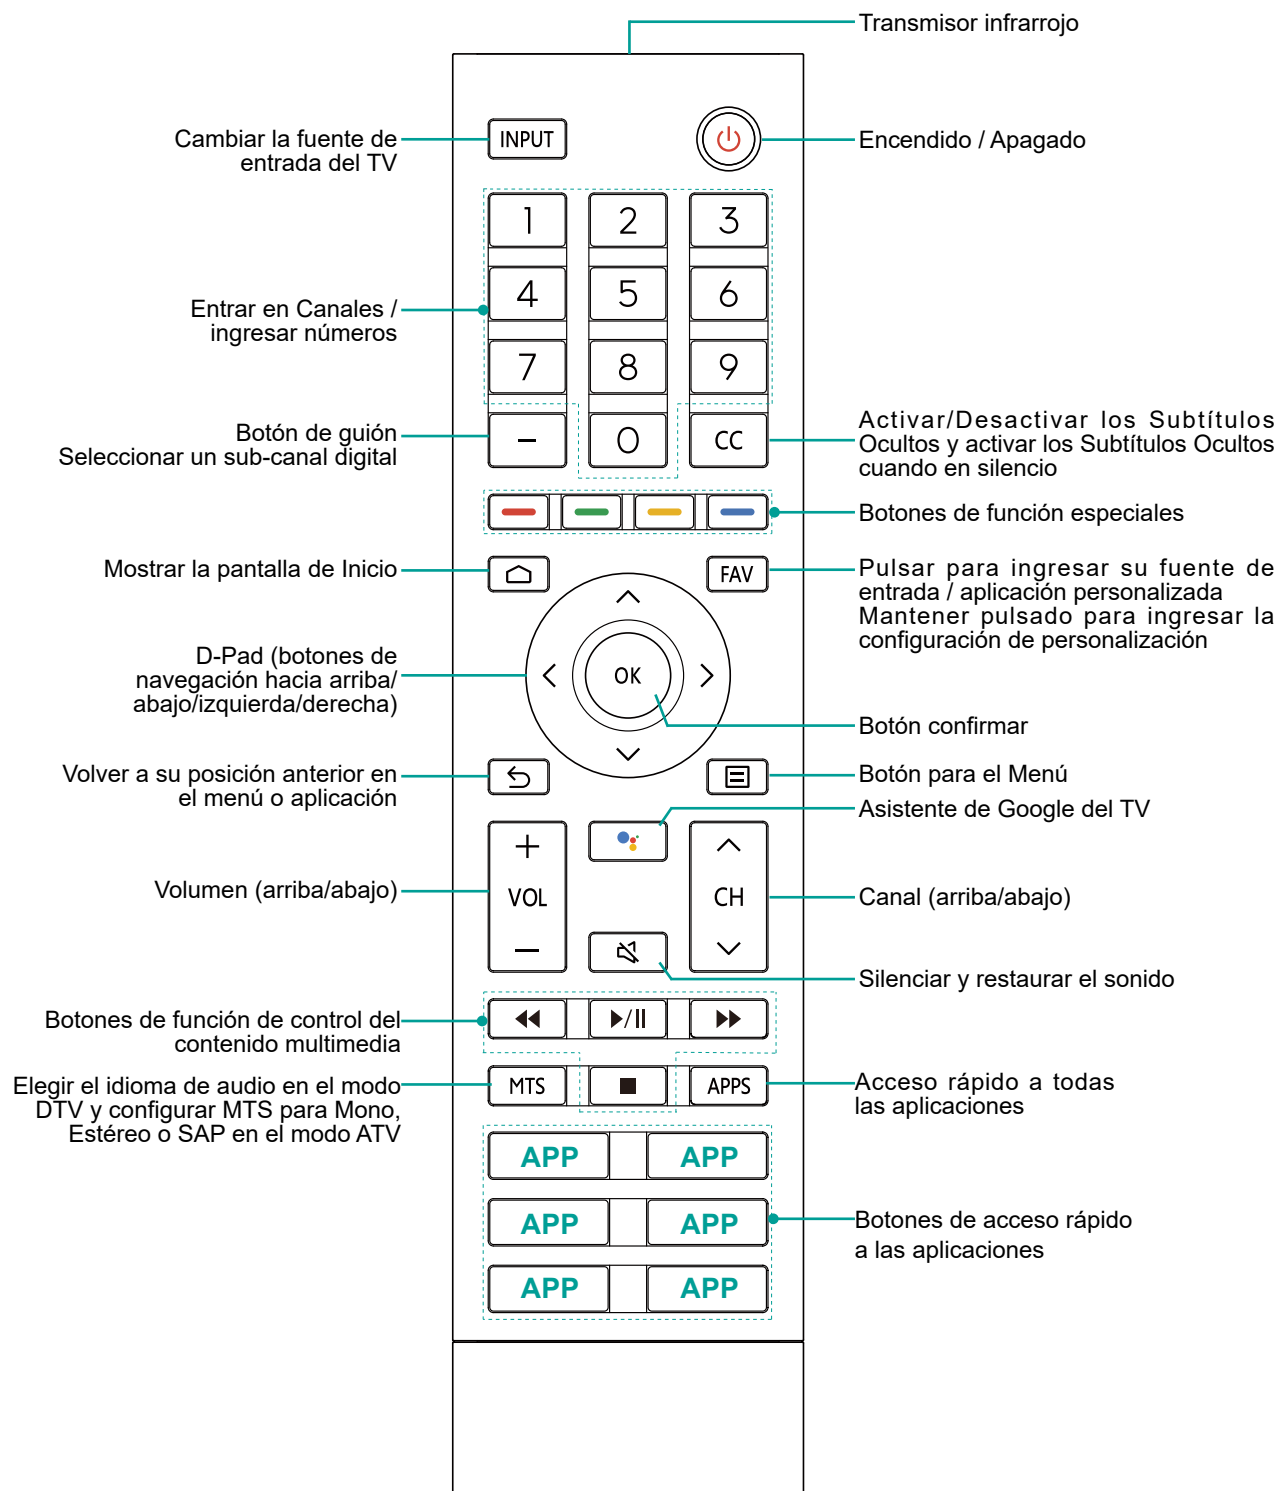 Transmisor infrarrojo
Cambiar la fuente de
entrada del TV
INPUT
Encendido / Apagado
1 2 3
4 5 6
7 8 9
Entrar en Canales /
ingresar números
Botón de guión
Seleccionar un sub-canal digital
– 0 CC
Activar/Desactivar los Subtítulos
Ocultos y activar los Subtítulos Ocultos
cuando en silencio
Botones de función especiales
Mostrar la pantalla de Inicio
FAV
Pulsar para ingresar su fuente de
entrada / aplicación personalizada
Mantener pulsado para ingresar la
configuración de personalización
D-Pad (botones de
navegación hacia arriba/
abajo/izquierda/derecha)
OK
Botón confirmar
Volver a su posición anterior en
el menú o aplicación
Botón para el Menú
Asistente de Google del TV
Volumen (arriba/abajo)
+
VOL
–
CH
Canal (arriba/abajo)
Silenciar y restaurar el sonido
Botones de función de control del
contenido multimedia
Elegir el idioma de audio en el modo
DTV y configurar MTS para Mono,
Estéreo o SAP en el modo ATV
MTS
APPS
Acceso rápido a todas
las aplicaciones
APP APP
APP APP
APP APP
Botones de acceso rápido
a las aplicaciones